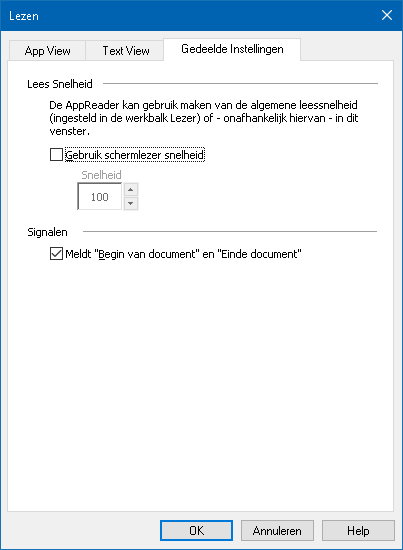 Lezen
App View
Text View
Gedeelde Instellingen
Lees Snelheid
De AppReader kan gebruik maken van de algemene leessnelheid
(ingesteld in de werkbalk Lezer) of - onafhankelijk hiervan - in dit
venster.
Gebruik schermlezer snelheid
Snelheid
100
Signalen
Meldt "Begin van document" en "Einde document"
OK
Annuleren
Help